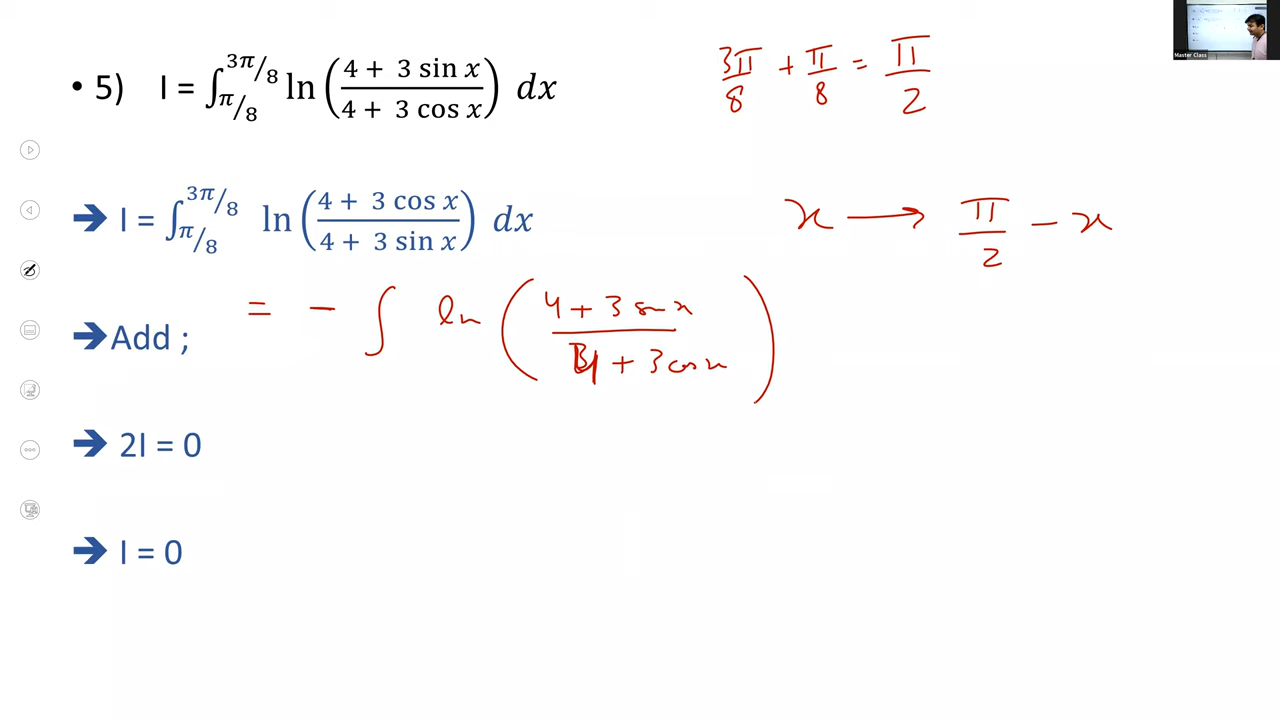 • 5) I = ∫_{π/8}^{3π/8} ln((4 + 3 sin x)/(4 + 3 cos x)) dx
3π/8 + π/8 = π/2
➔ I = ∫_{π/8}^{3π/8} ln((4 + 3 cos x)/(4 + 3 sin x)) dx
x → π/2 − x
= − ∫ ln((4 + 3 sin x)/(4 + 3 cos x))
➔Add ;
➔ 2I = 0
➔ I = 0
Master Class